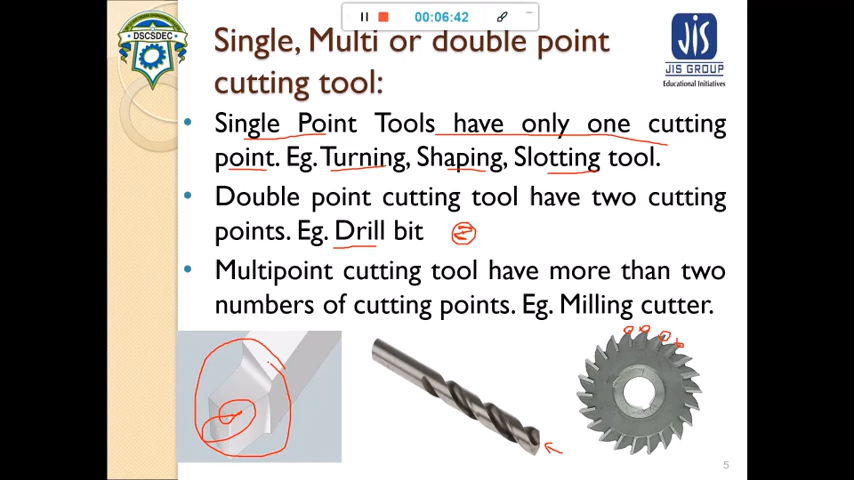 00:06:42
DSCSDEC
JIS
JIS GROUP
Educational Initiatives
Single, Multi or double point
cutting tool:
• Single Point Tools have only one cutting
point. Eg. Turning, Shaping, Slotting tool.
• Double point cutting tool have two cutting
points. Eg. Drill bit 2
• Multipoint cutting tool have more than two
numbers of cutting points. Eg. Milling cutter.
5